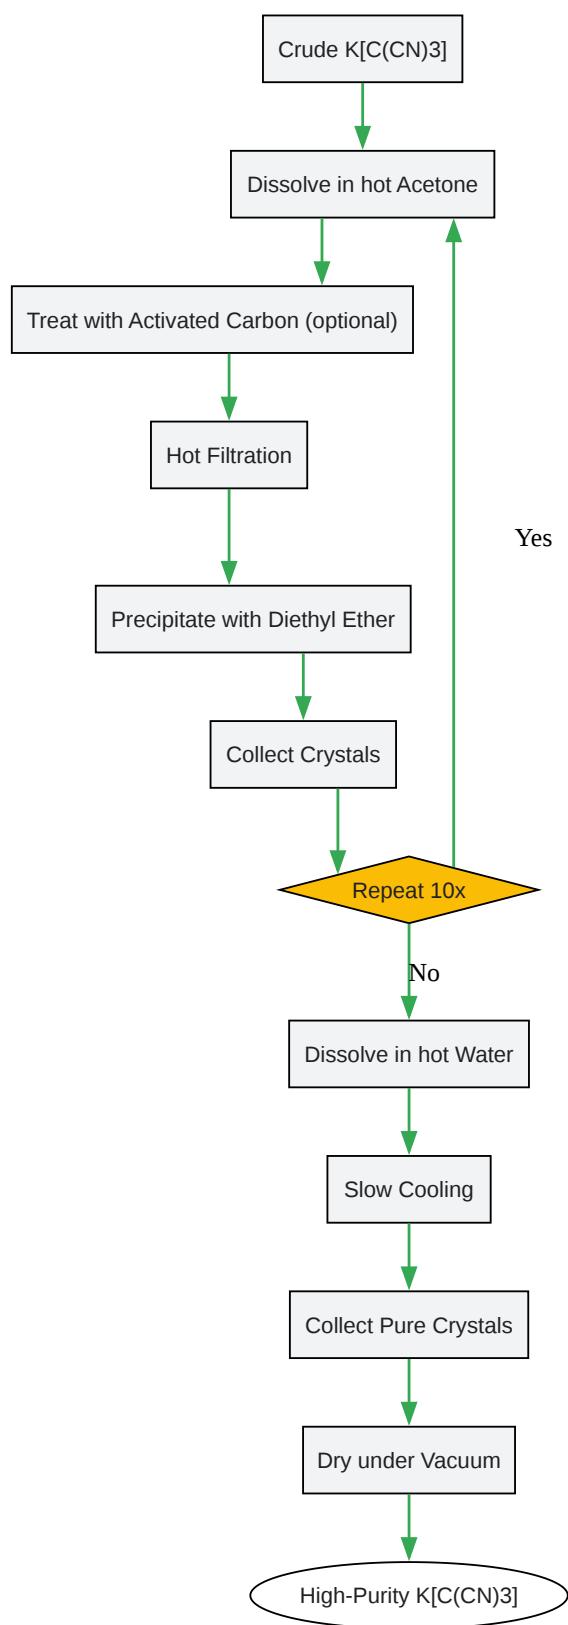 Crude K[C(CN)3]
Dissolve in hot Acetone
Treat with Activated Carbon (optional)
Hot Filtration
Yes
Precipitate with Diethyl Ether
Collect Crystals
Repeat 10x
No
Dissolve in hot Water
Slow Cooling
Collect Pure Crystals
Dry under Vacuum
High-Purity K[C(CN)3]